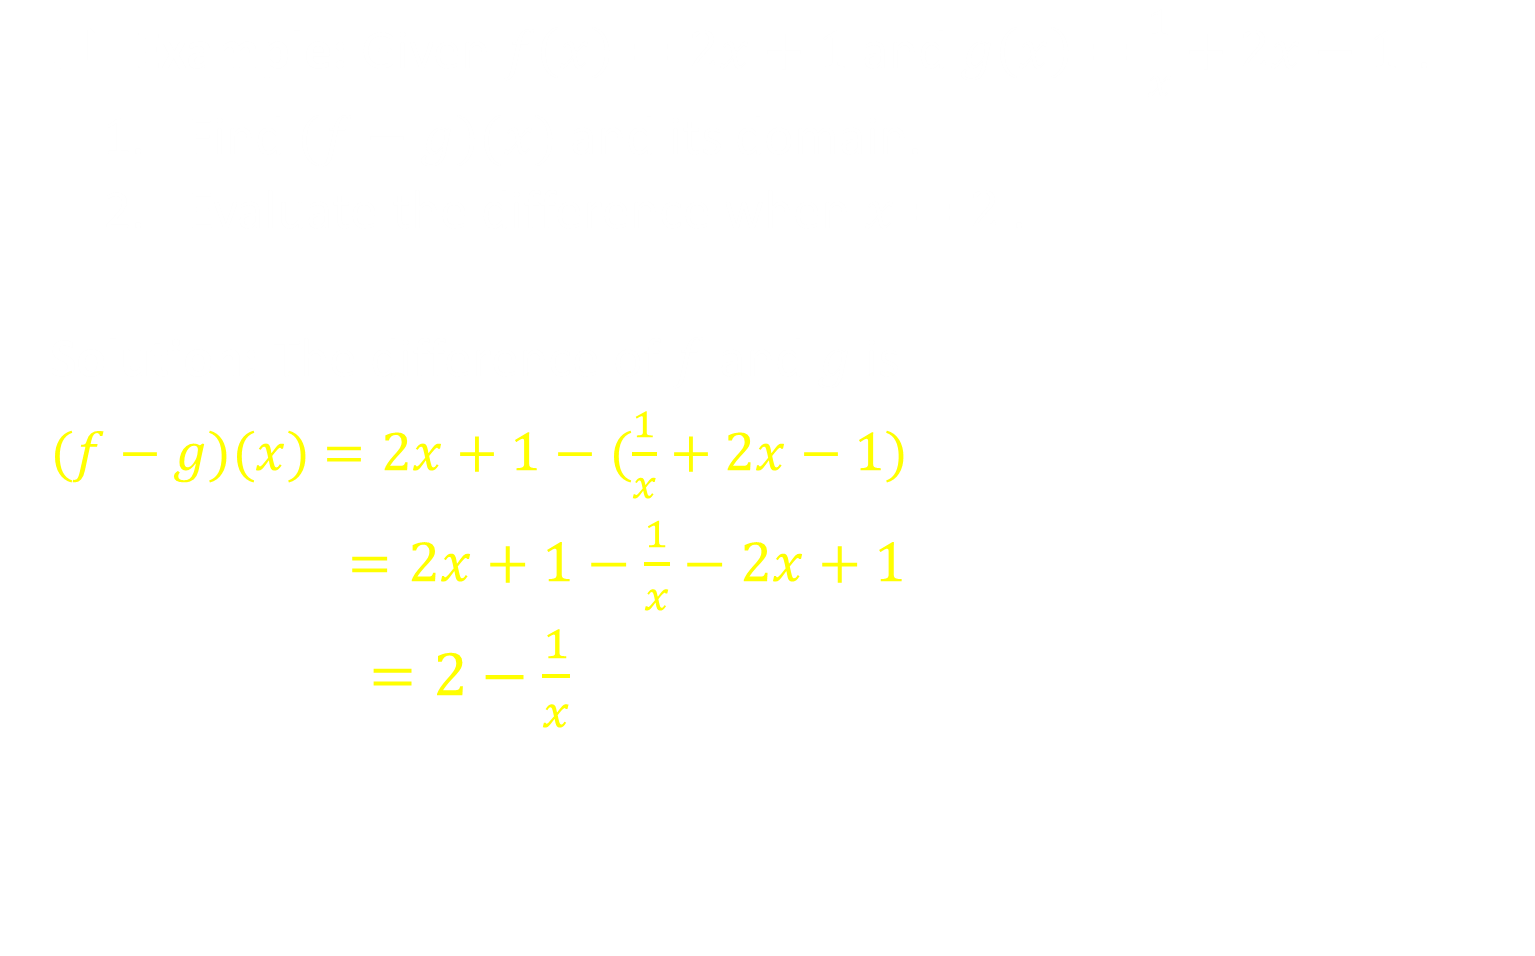 (f − g)(x) = 2x + 1 − (1/x + 2x − 1)
= 2x + 1 − 1/x − 2x + 1
= 2 − 1/x